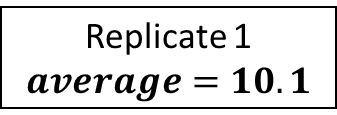 Replicate 1
average = 10.1